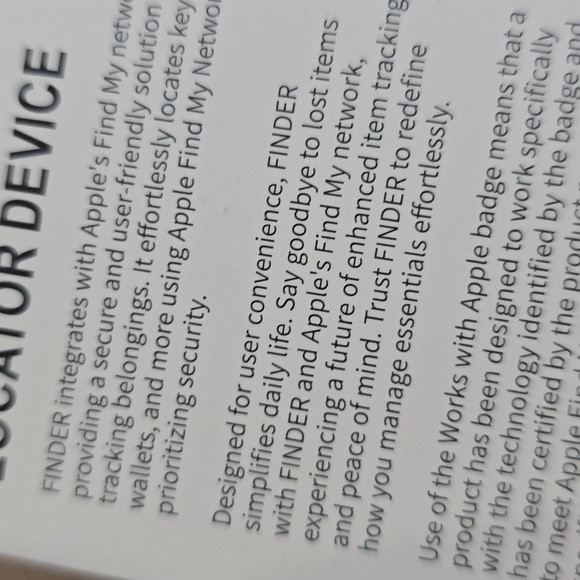 LOCATOR DEVICE
FINDER integrates with Apple's Find My
providing a secure and user-friendly solution
tracking belongings. It effortlessly locates key
wallets, and more using Apple Find My
prioritizing security.
Designed for user convenience, FINDER
simplifies daily life. Say goodbye to lost items
with FINDER and Apple's Find My network,
experiencing a future of enhanced item tracking
and peace of mind. Trust FINDER to redefine
how you manage essentials effortlessly.
Use of the Works with Apple badge means that a
product has been designed to work specifically
with the technology identified by the badge and
has been certified by the product
to meet Apple